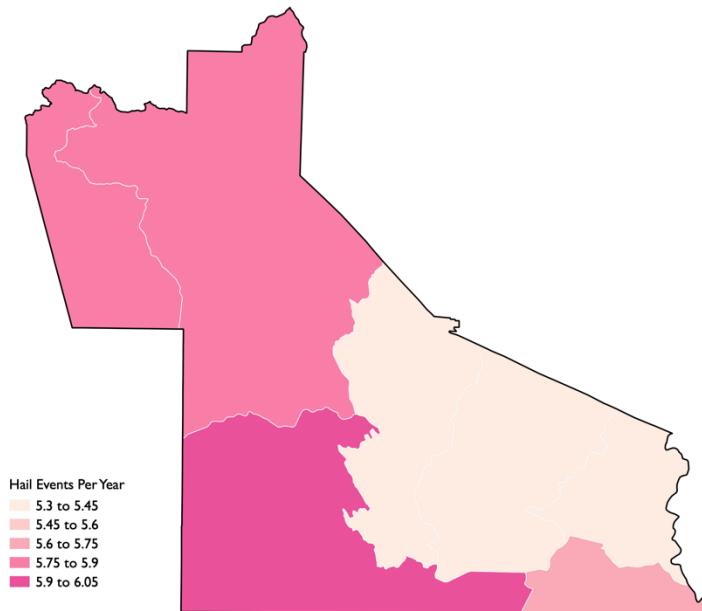 Hail Events Per Year
5.3 to 5.45
5.45 to 5.6
5.6 to 5.75
5.75 to 5.9
5.9 to 6.05